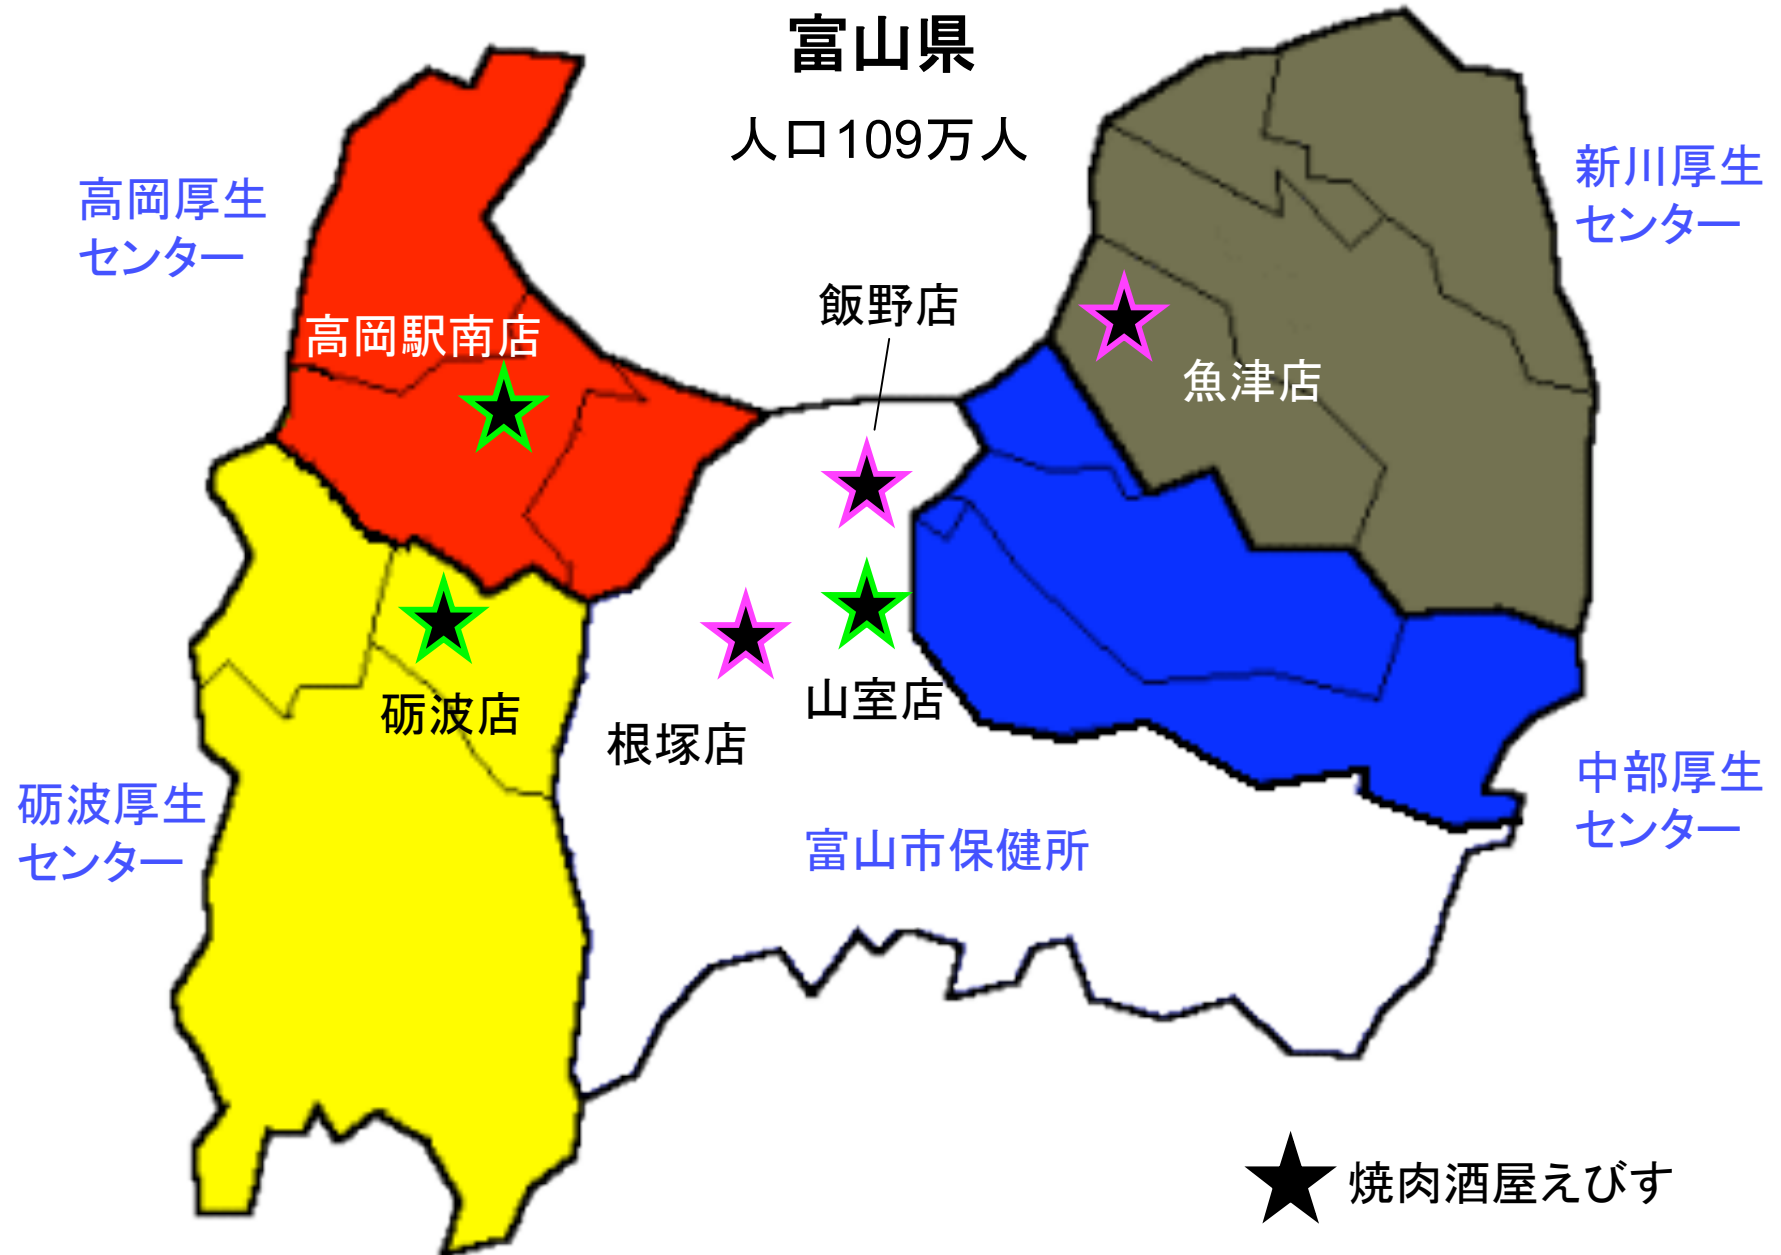 富山県
人口109万人
高岡厚生
センター
新川厚生
センター
飯野店
高岡駅南店
魚津店
砺波店
根塚店
山室店
砺波厚生
センター
富山市保健所
中部厚生
センター
焼肉酒屋えびす